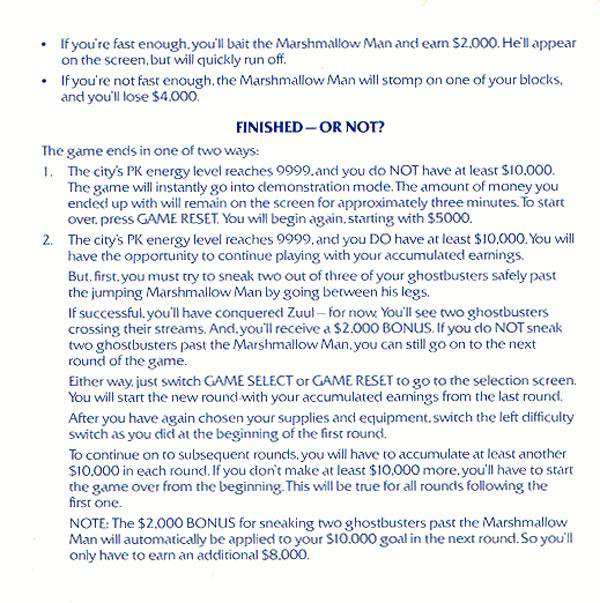 • If you're fast enough, you'll bait the Marshmallow Man and earn $2,000. He'll appear
on the screen, but will quickly run off.
• If you're not fast enough, the Marshmallow Man will stomp on one of your blocks,
and you'll lose $4,000.
FINISHED — OR NOT?
The game ends in one of two ways:
1. The city's PK energy level reaches 9999, and you do NOT have at least $10,000.
The game will instantly go into demonstration mode. The amount of money you
ended up with will remain on the screen for approximately three minutes. To start
over, press GAME RESET. You will begin again, starting with $5000.
2. The city's PK energy level reaches 9999, and you DO have at least $10,000. You will
have the opportunity to continue playing with your accumulated earnings.
But, first, you must try to sneak two out of three of your ghostbusters safely past
the jumping Marshmallow Man by going between his legs.
If successful, you'll have conquered Zuul — for now. You'll see two ghostbusters
crossing their streams. And, you'll receive a $2,000 BONUS. If you do NOT sneak
two ghostbusters past the Marshmallow Man, you can still go on to the next
round of the game.
Either way, just switch GAME SELECT or GAME RESET to go to the selection screen.
You will start the new round with your accumulated earnings from the last round.
After you have again chosen your supplies and equipment, switch the left difficulty
switch as you did at the beginning of the first round.
To continue on to subsequent rounds, you will have to accumulate at least another
$10,000 in each round. If you don't make at least $10,000 more, you'll have to start
the game over from the beginning. This will be true for all rounds following the
first one.
NOTE: The $2,000 BONUS for sneaking two ghostbusters past the Marshmallow
Man will automatically be applied to your $10,000 goal in the next round. So you'll
only have to earn an additional $8,000.